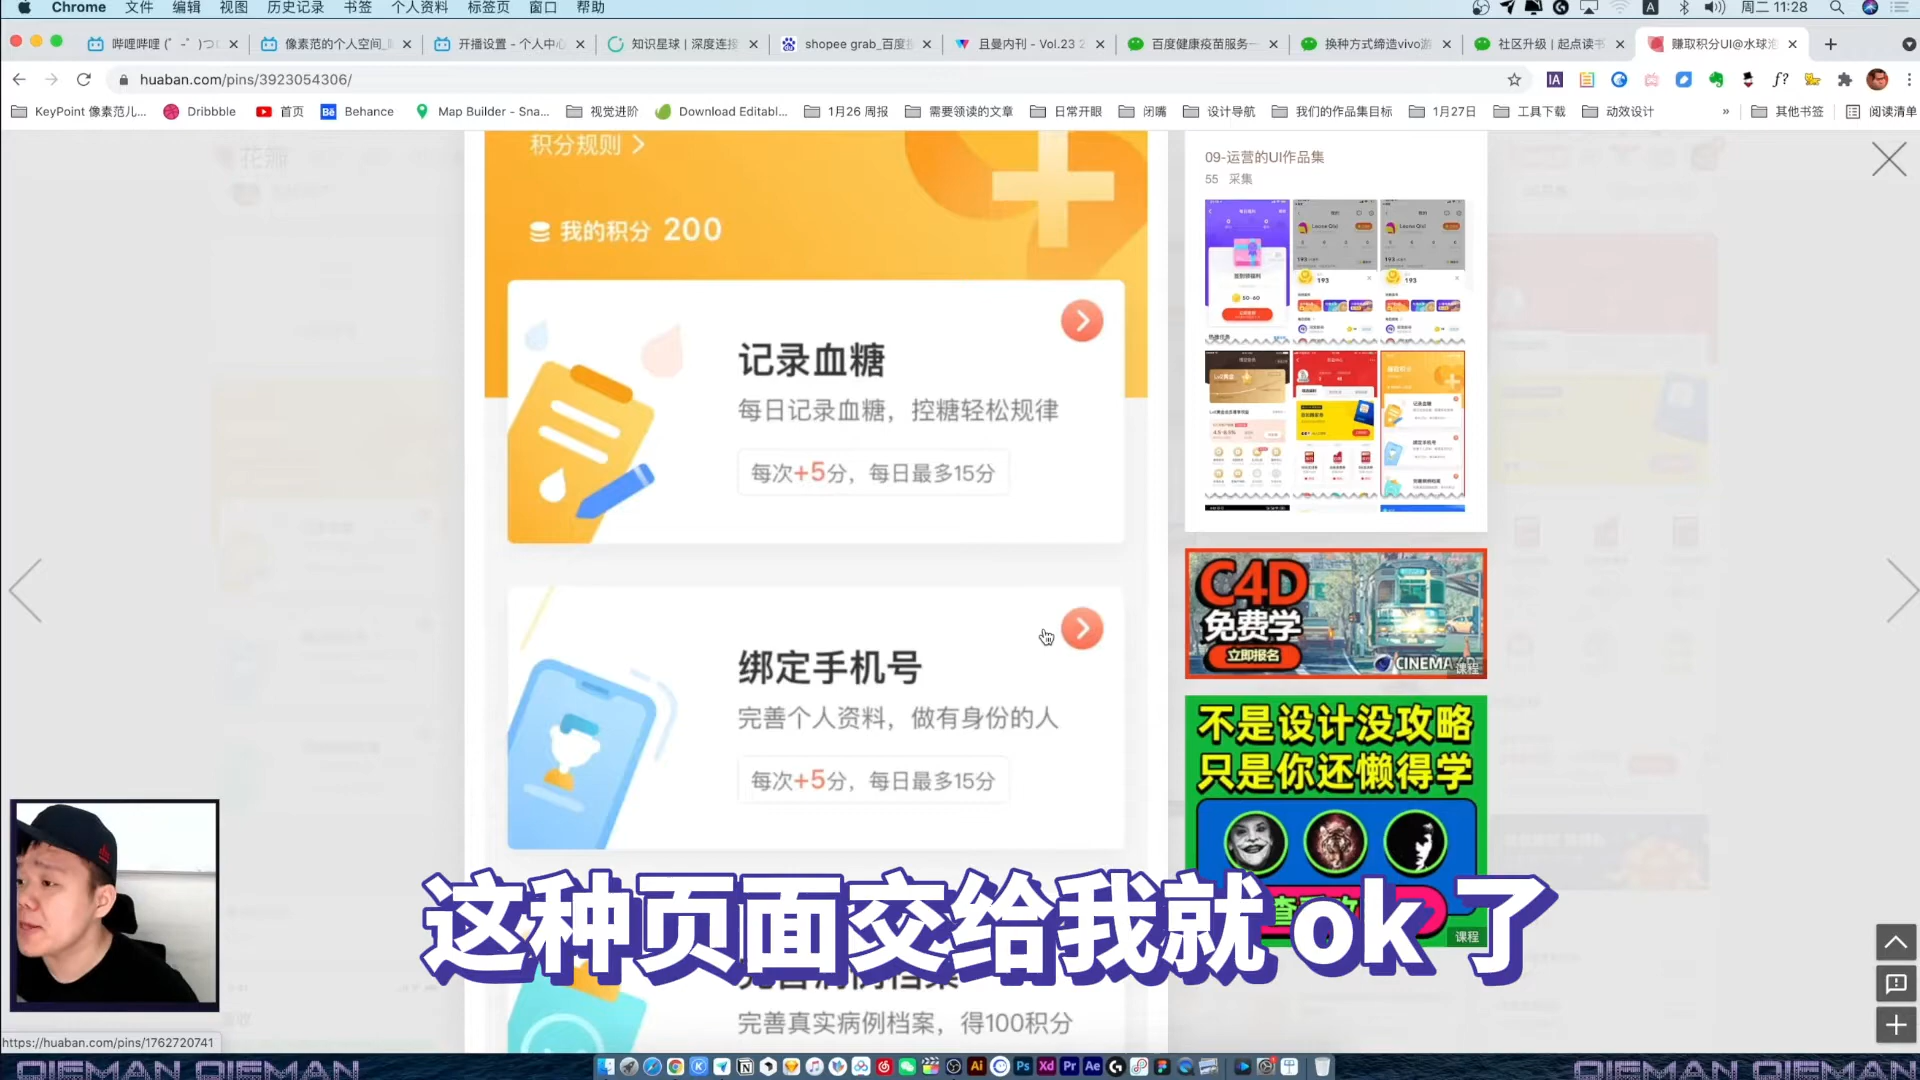 Chrome 文件 编辑 视图 历史记录 书签 个人资料 标签页 窗口 帮助
周二 11:28
哔哩哔哩 (゜-゜)つ
像素范的个人空间_
开播设置 - 个人中心
知识星球 | 深度连接
shopee grab_百度搜
且曼内刊 - Vol.23 2
百度健康疫苗服务—
换种方式缔造vivo游
社区升级 | 起点读书
赚取积分UI@水球泡
huaban.com/pins/3923054306/
KeyPoint 像素范儿...
Dribbble
首页
Behance
Map Builder - Sna...
视觉进阶
Download Editabl...
1月26 周报
需要领读的文章
日常开眼
闭嘴
设计导航
我们的作品集目标
1月27日
工具下载
动效设计
»
其他书签
阅读清单
积分规则
我的积分 200
记录血糖
每日记录血糖，控糖轻松规律
每次+5分，每日最多15分
绑定手机号
完善个人资料，做有身份的人
每次+5分，每日最多15分
完善真实病例档案，得100积分
09-运营的UI作品集
55 采集
C4D
免费学
立即报名
CINEMA 4D
课程
不是设计没攻略
只是你还懒得学
课程
这种页面交给我就 ok 了
https://huaban.com/pins/1762720741
QIEMAN QIEMAN
QIEMAN QIEMAN